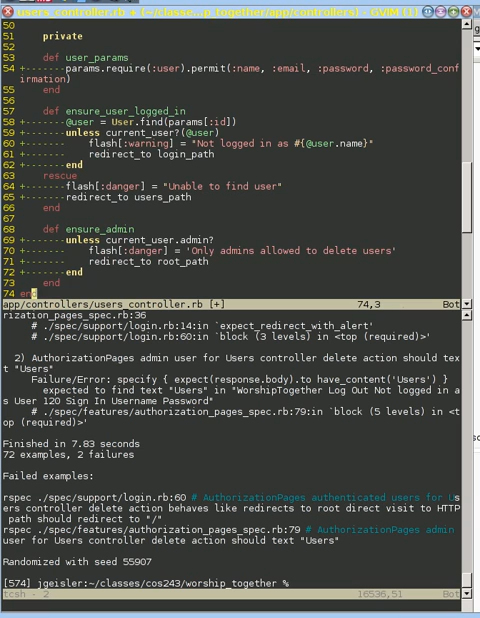 users_controller.rb + (~/classe...p_together/app/controllers) - GVIM (1)
50
51     private
52
53     def user_params
54 +-------params.require(:user).permit(:name, :email, :password, :password_conf
irmation)
55     end
56
57     def ensure_user_logged_in
58 +-------@user = User.find(params[:id])
59 +-------unless current_user?(@user)
60 +-------    flash[:warning] = "Not logged in as #{@user.name}"
61 +-------    redirect_to login_path
62 +-------end
63     rescue
64 +-------flash[:danger] = "Unable to find user"
65 +-------redirect_to users_path
66     end
67
68     def ensure_admin
69 +-------unless current_user.admin?
70 +-------    flash[:danger] = 'Only admins allowed to delete users'
71 +-------    redirect_to root_path
72 +-------end
73     end
74 end
app/controllers/users_controller.rb [+] 74,3 Bot
rization_pages_spec.rb:36
     # ./spec/support/login.rb:14:in `expect_redirect_with_alert'
     # ./spec/support/login.rb:60:in `block (3 levels) in <top (required)>'
  2) AuthorizationPages admin user for Users controller delete action should tex
t "Users"
     Failure/Error: specify { expect(response.body).to have_content('Users') }
       expected to find text "Users" in "WorshipTogether Log Out Not logged in a
s User 120 Sign In Username Password"
     # ./spec/features/authorization_pages_spec.rb:79:in `block (5 levels) in <t
op (required)>'
Finished in 7.83 seconds
72 examples, 2 failures
Failed examples:
rspec ./spec/support/login.rb:60 # AuthorizationPages authenticated users for Us
ers controller delete action behaves like redirects to root direct visit to HTTP
 path should redirect to "/"
rspec ./spec/features/authorization_pages_spec.rb:79 # AuthorizationPages admin
user for Users controller delete action should text "Users"
Randomized with seed 55907
[574] jgeisler:~/classes/cos243/worship_together %
tcsh - 2 16536,51 Bot